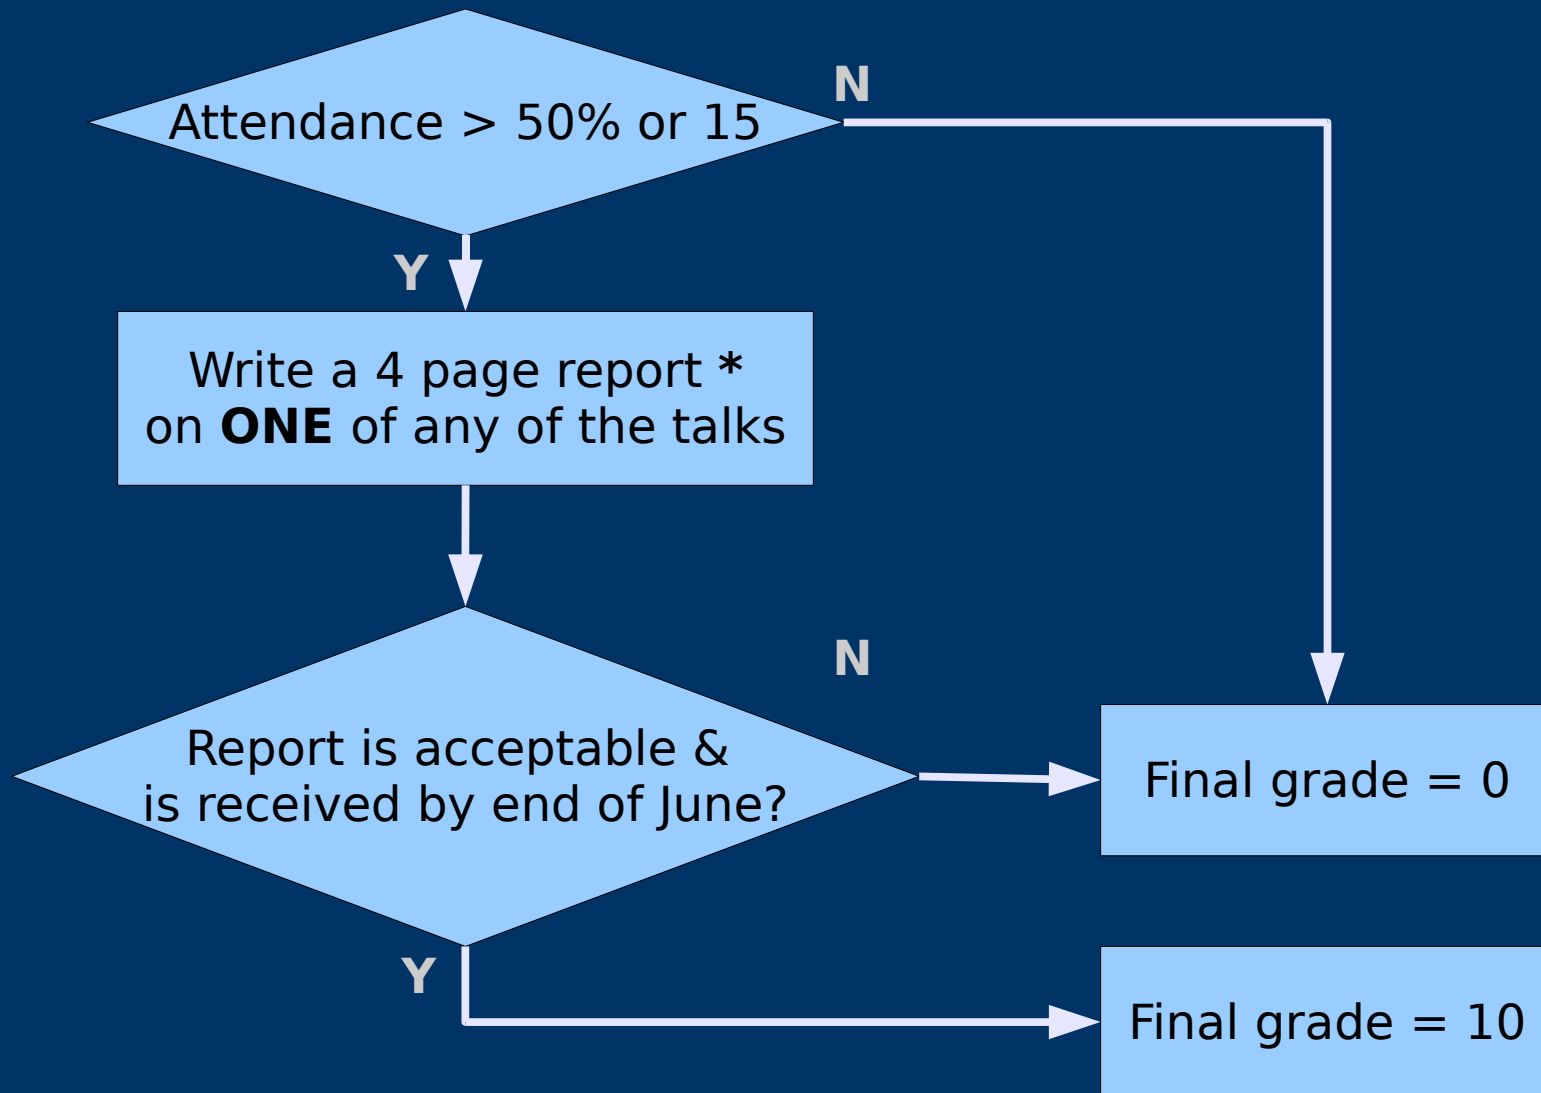 Attendance > 50% or 15
N
Y
Write a 4 page report *
on ONE of any of the talks
N
Report is acceptable &
is received by end of June?
Final grade = 0
Y
Final grade = 10